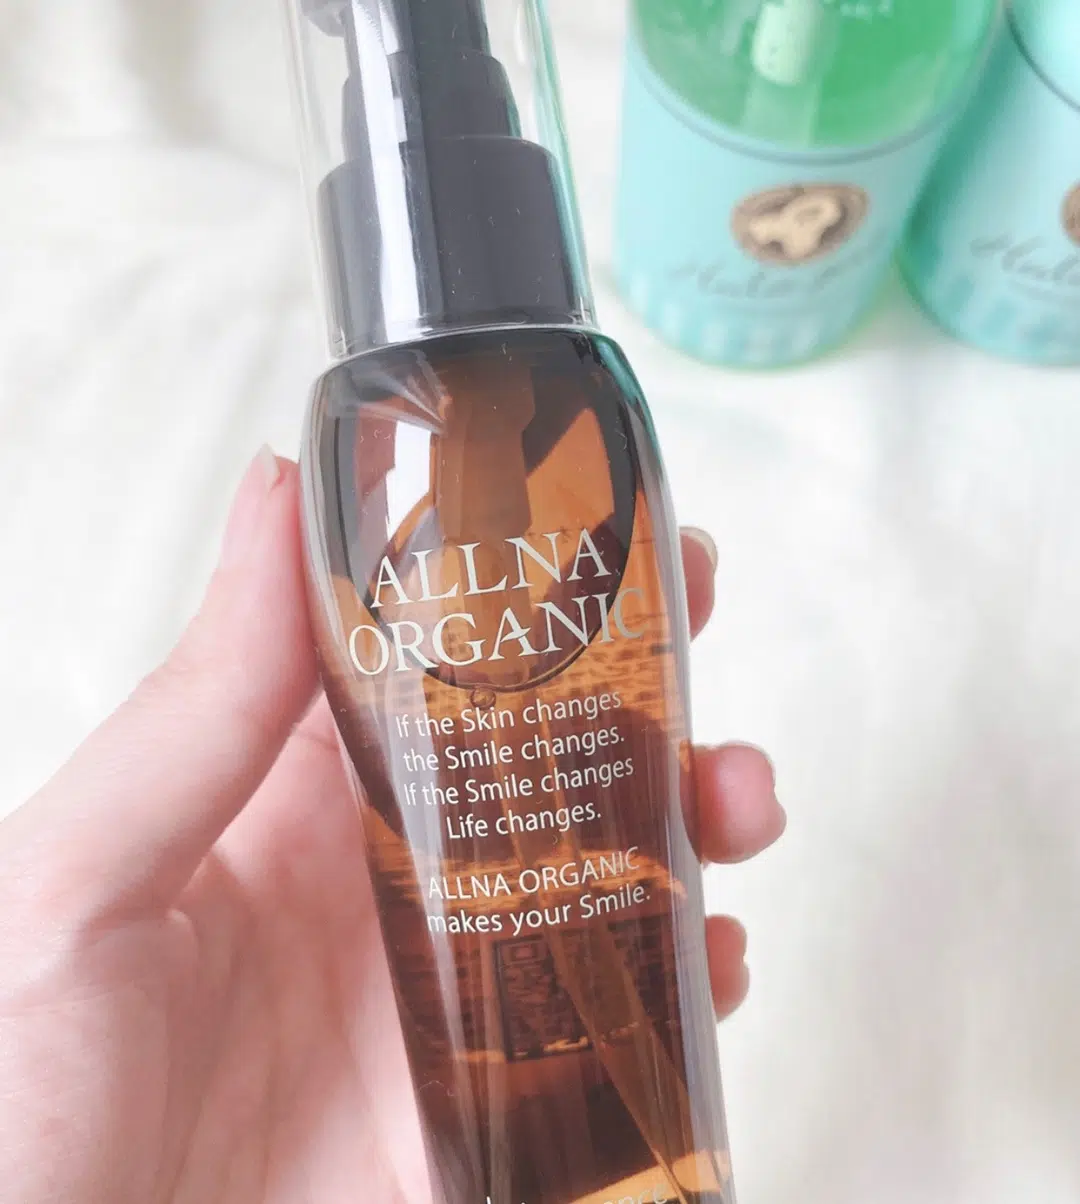 ALLNA
ORGANIC
If the Skin changes
the Smile changes.
If the Smile changes
Life changes.
ALLNA ORGANIC
makes your Smile.